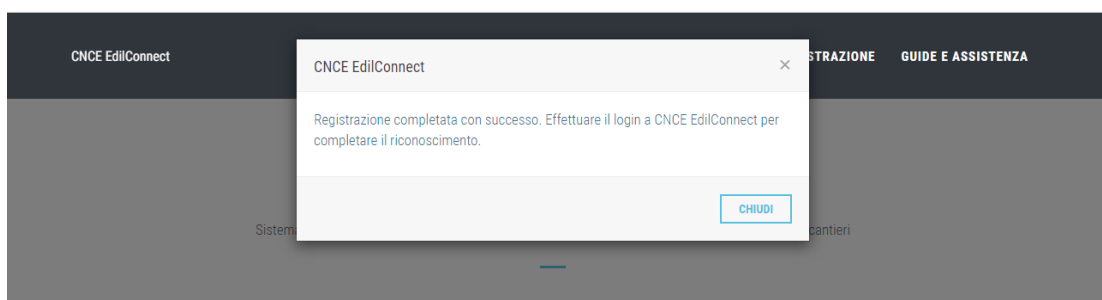 CNCE EdilConnect
CNCE EdilConnect ×
STRAZIONE GUIDE E ASSISTENZA
Registrazione completata con successo. Effettuare il login a CNCE EdilConnect per
completare il riconoscimento.
CHIUDI
Sistem
cantieri